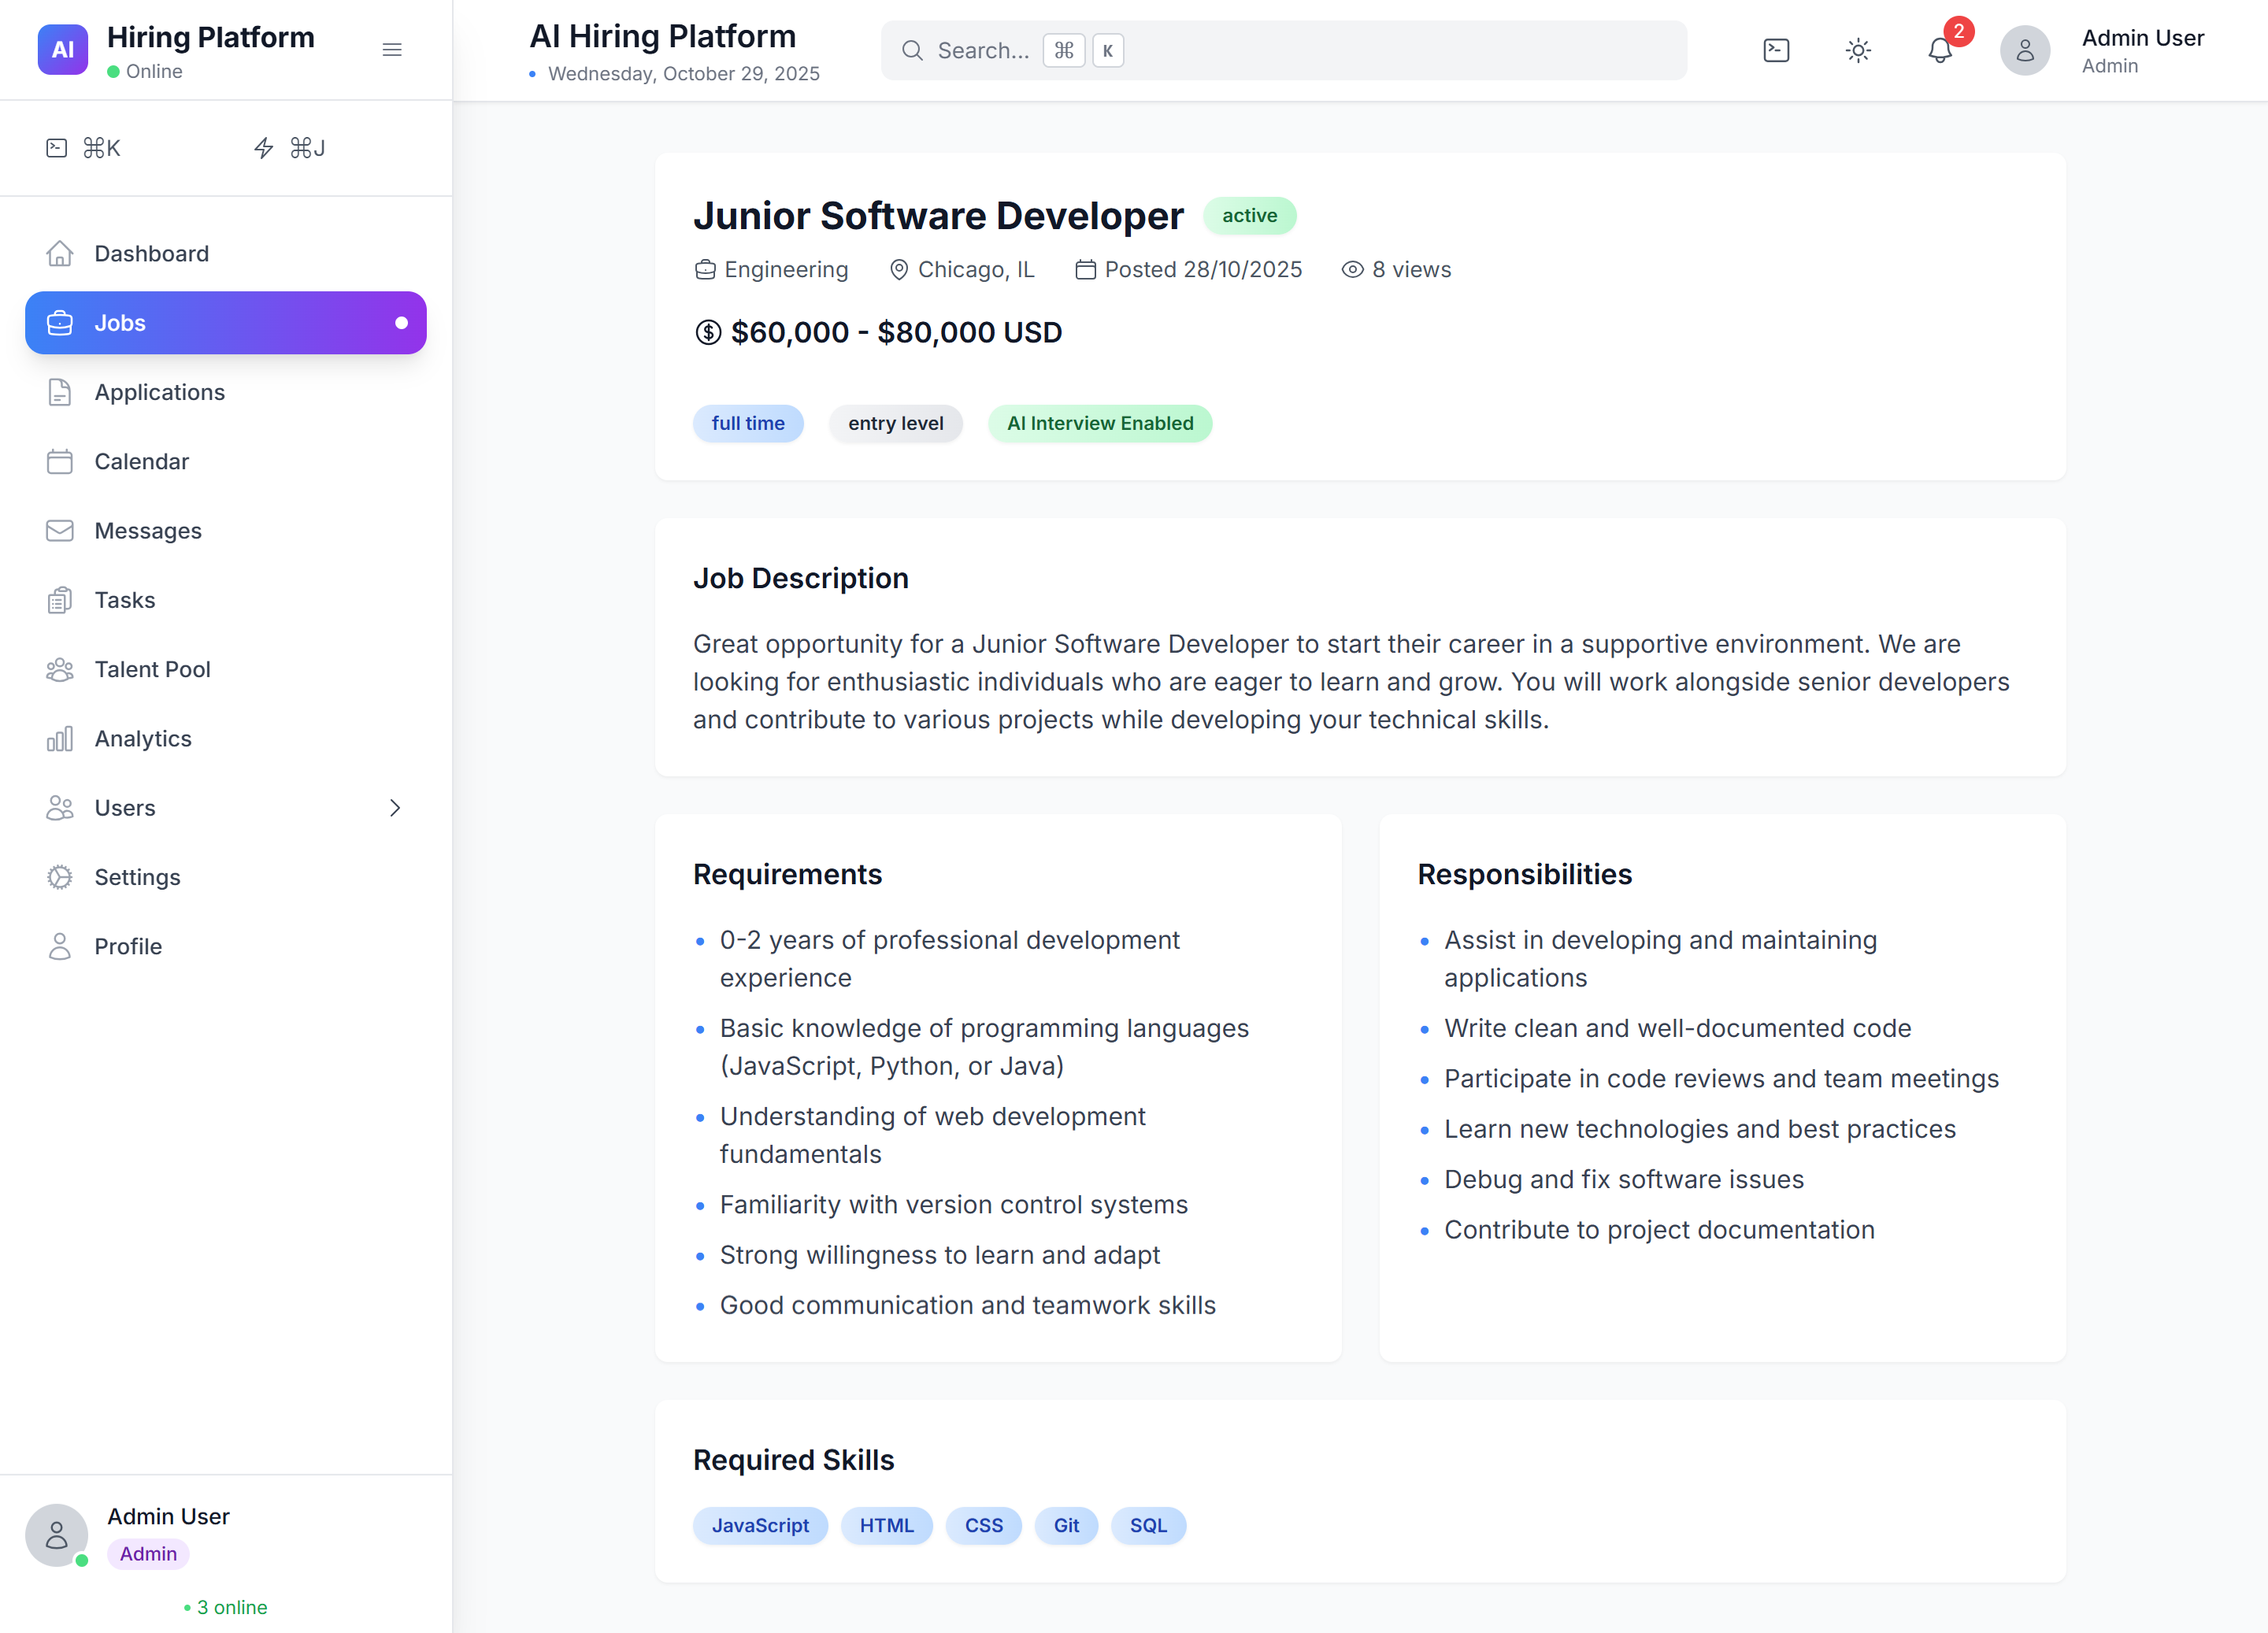 AI
Hiring Platform
Online
⌘K
⌘J
Dashboard
Jobs
Applications
Calendar
Messages
Tasks
Talent Pool
Analytics
Users
Settings
Profile
Admin User
Admin
3 online
AI Hiring Platform
Wednesday, October 29, 2025
Search... ⌘ K
2
Admin User
Admin
Junior Software Developer active
Engineering Chicago, IL Posted 28/10/2025 8 views
$60,000 - $80,000 USD
full time entry level AI Interview Enabled
Job Description
Great opportunity for a Junior Software Developer to start their career in a supportive environment. We are
looking for enthusiastic individuals who are eager to learn and grow. You will work alongside senior developers
and contribute to various projects while developing your technical skills.
Requirements
• 0-2 years of professional development
experience
• Basic knowledge of programming languages
(JavaScript, Python, or Java)
• Understanding of web development
fundamentals
• Familiarity with version control systems
• Strong willingness to learn and adapt
• Good communication and teamwork skills
Responsibilities
• Assist in developing and maintaining
applications
• Write clean and well-documented code
• Participate in code reviews and team meetings
• Learn new technologies and best practices
• Debug and fix software issues
• Contribute to project documentation
Required Skills
JavaScript HTML CSS Git SQL